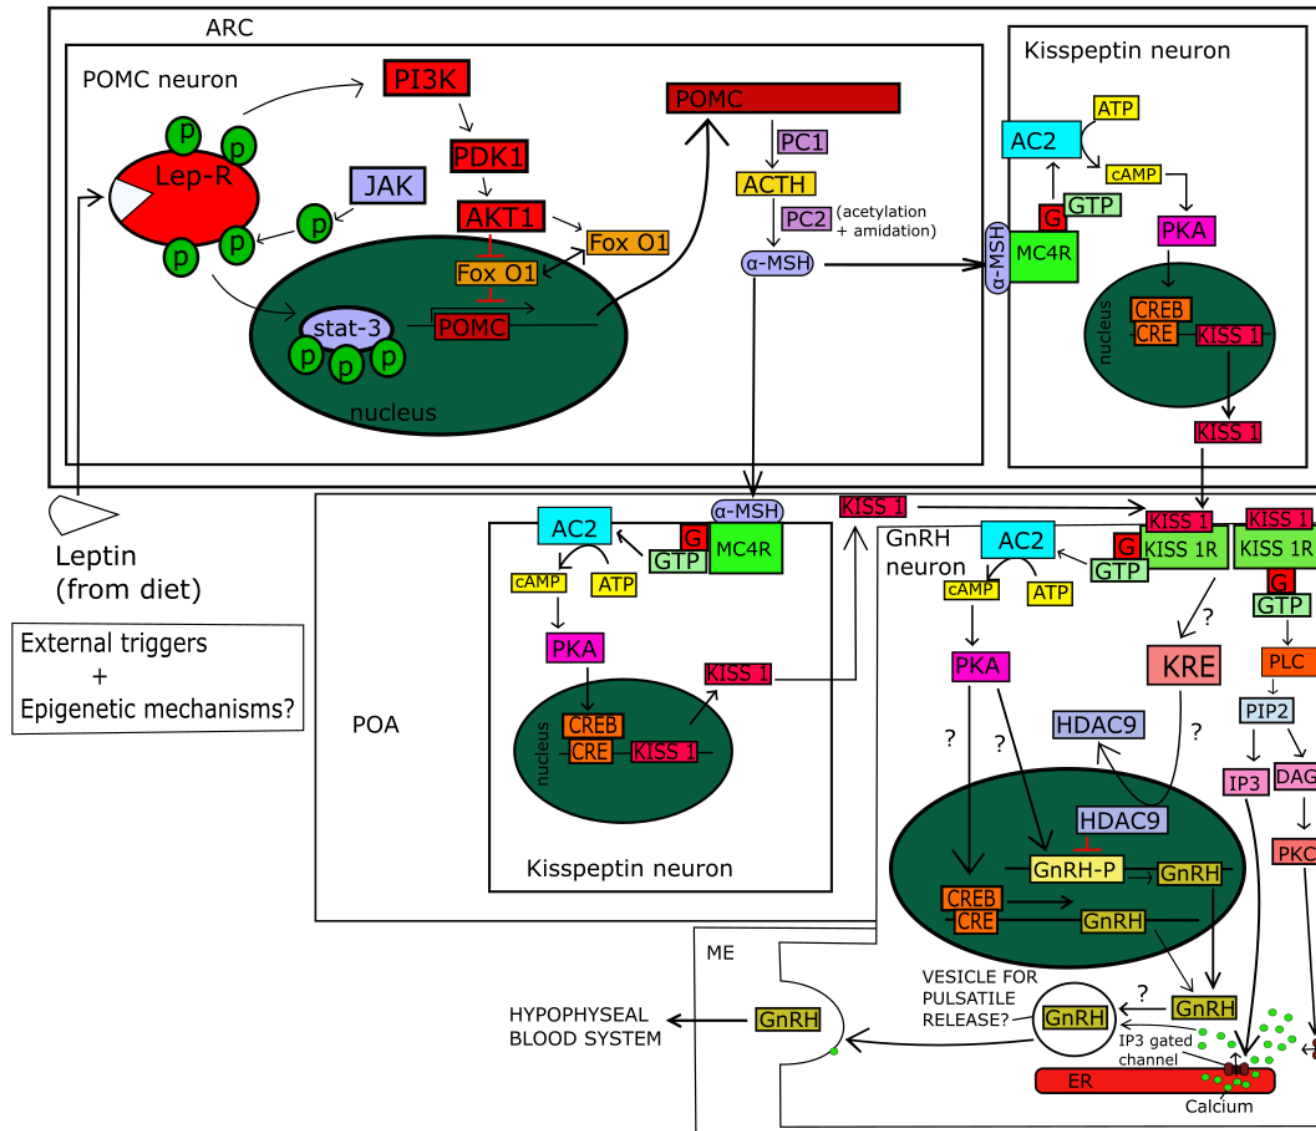 ARC
POMC neuron
PI3K
PDK1
AKT1
Fox O1
Fox O1
p
p
Lep-R
JAK
p
p
p
stat-3
p
p
p
POMC
nucleus
POMC
PC1
ACTH
PC2
(acetylation
+ amidation)
α-MSH
Kisspeptin neuron
ATP
AC2
cAMP
GTP
G
α-MSH
MC4R
PKA
nucleus
CREB
CRE
KISS 1
KISS 1
Leptin
(from diet)
External triggers
+
Epigenetic mechanisms?
POA
α-MSH
AC2
G
GTP
MC4R
cAMP
ATP
PKA
nucleus
CREB
CRE
KISS 1
KISS 1
Kisspeptin neuron
KISS 1
GnRH
neuron
AC2
cAMP
ATP
G
GTP
KISS 1
KISS 1R
KISS 1
KISS 1R
G
GTP
?
PKA
KRE
PLC
PIP2
IP3
DAG
PKC
?
?
?
HDAC9
HDAC9
GnRH-P
GnRH
CREB
CRE
GnRH
ME
VESICLE FOR
PULSATILE
RELEASE?
?
GnRH
GnRH
GnRH
HYPOPHYSEAL
BLOOD SYSTEM
IP3 gated
channel
ER
Calcium